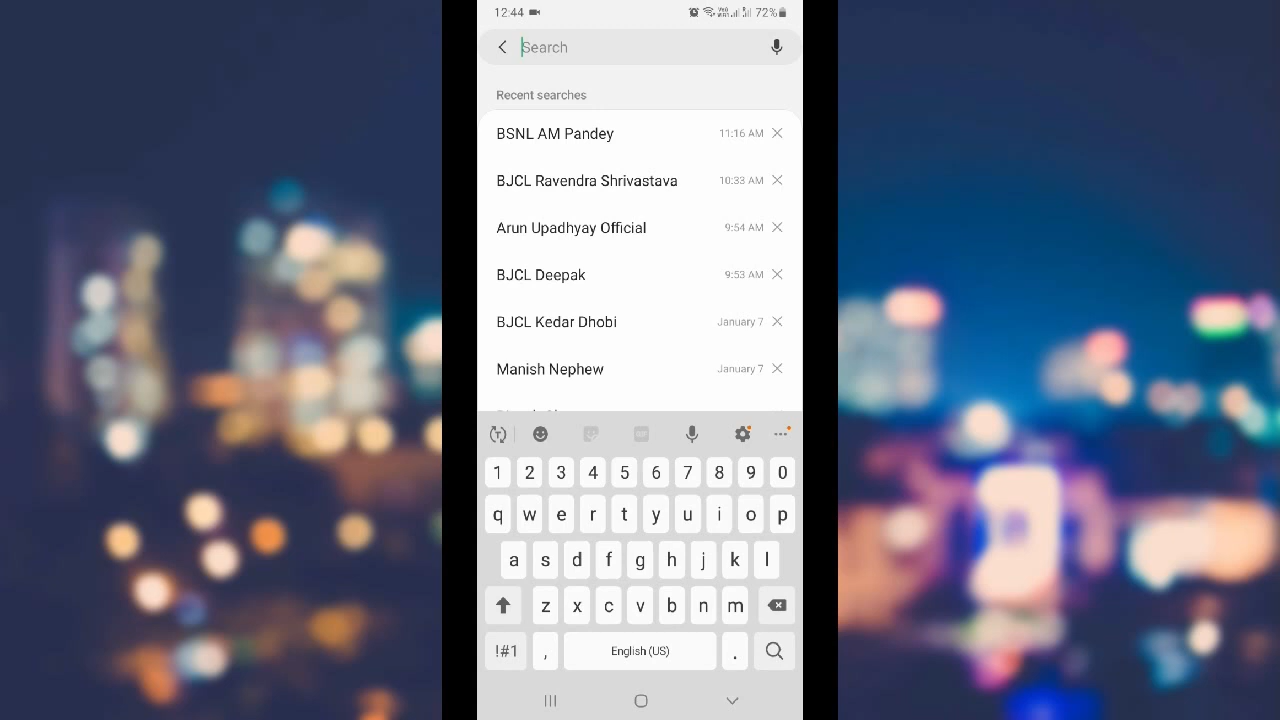 12:44
72%
Search
Recent searches
BSNL AM Pandey 11:16 AM
BJCL Ravendra Shrivastava 10:33 AM
Arun Upadhyay Official 9:54 AM
BJCL Deepak 9:53 AM
BJCL Kedar Dhobi January 7
Manish Nephew January 7
1 2 3 4 5 6 7 8 9 0
q w e r t y u i o p
a s d f g h j k l
z x c v b n m
!#1 , English (US) .